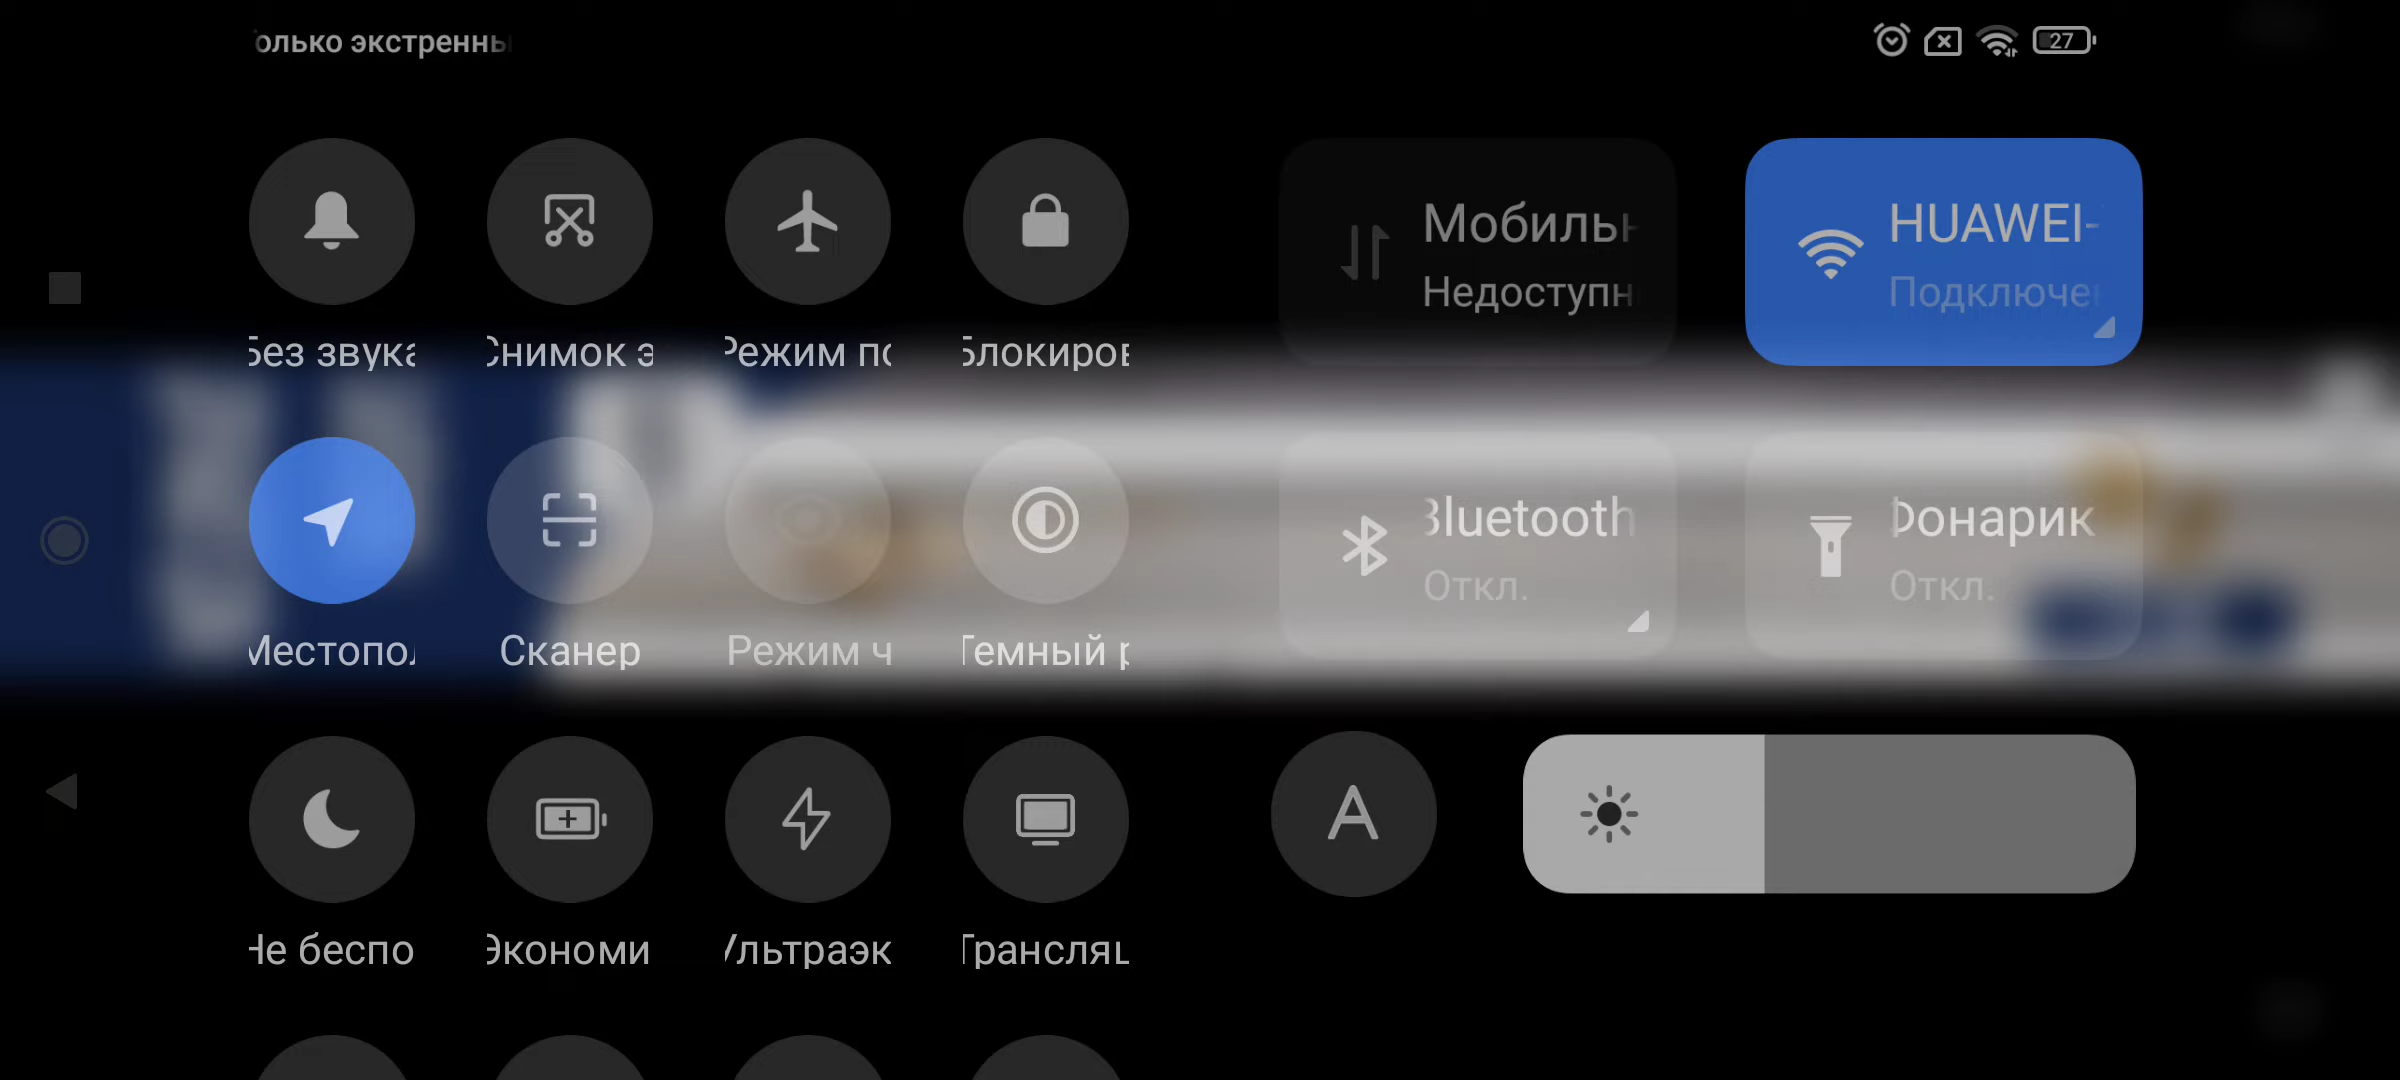 олько экстренны
27
Без звука
Снимок э
Режим по
Блокиров
Мобильн
Недоступн
HUAWEI-
Подключе
Местопол
Сканер
Режим ч
Темный р
Bluetooth
Откл.
Фонарик
Откл.
A
Не беспо
Экономи
Ультраэк
Трансляц